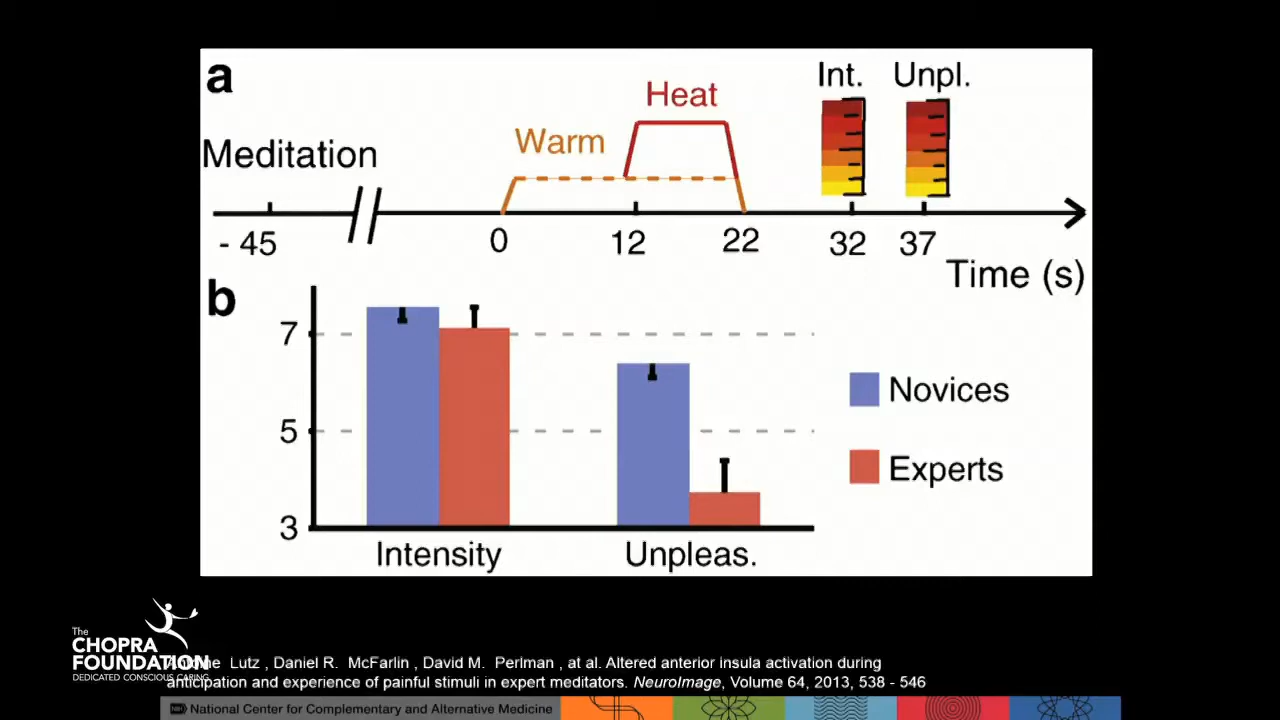 a
Int. Unpl.
Heat
Warm
Meditation
- 45 0 12 22 32 37
Time (s)
b
7
5
3
Novices
Experts
Intensity Unpleas.
The
CHOPRA
FOUNDATION
DEDICATED CONSCIOUS CARING
Lutz , Daniel R. McFarlin , David M. Perlman , at al. Altered anterior insula activation during
anticipation and experience of painful stimuli in expert meditators. NeuroImage, Volume 64, 2013, 538 - 546
National Center for Complementary and Alternative Medicine